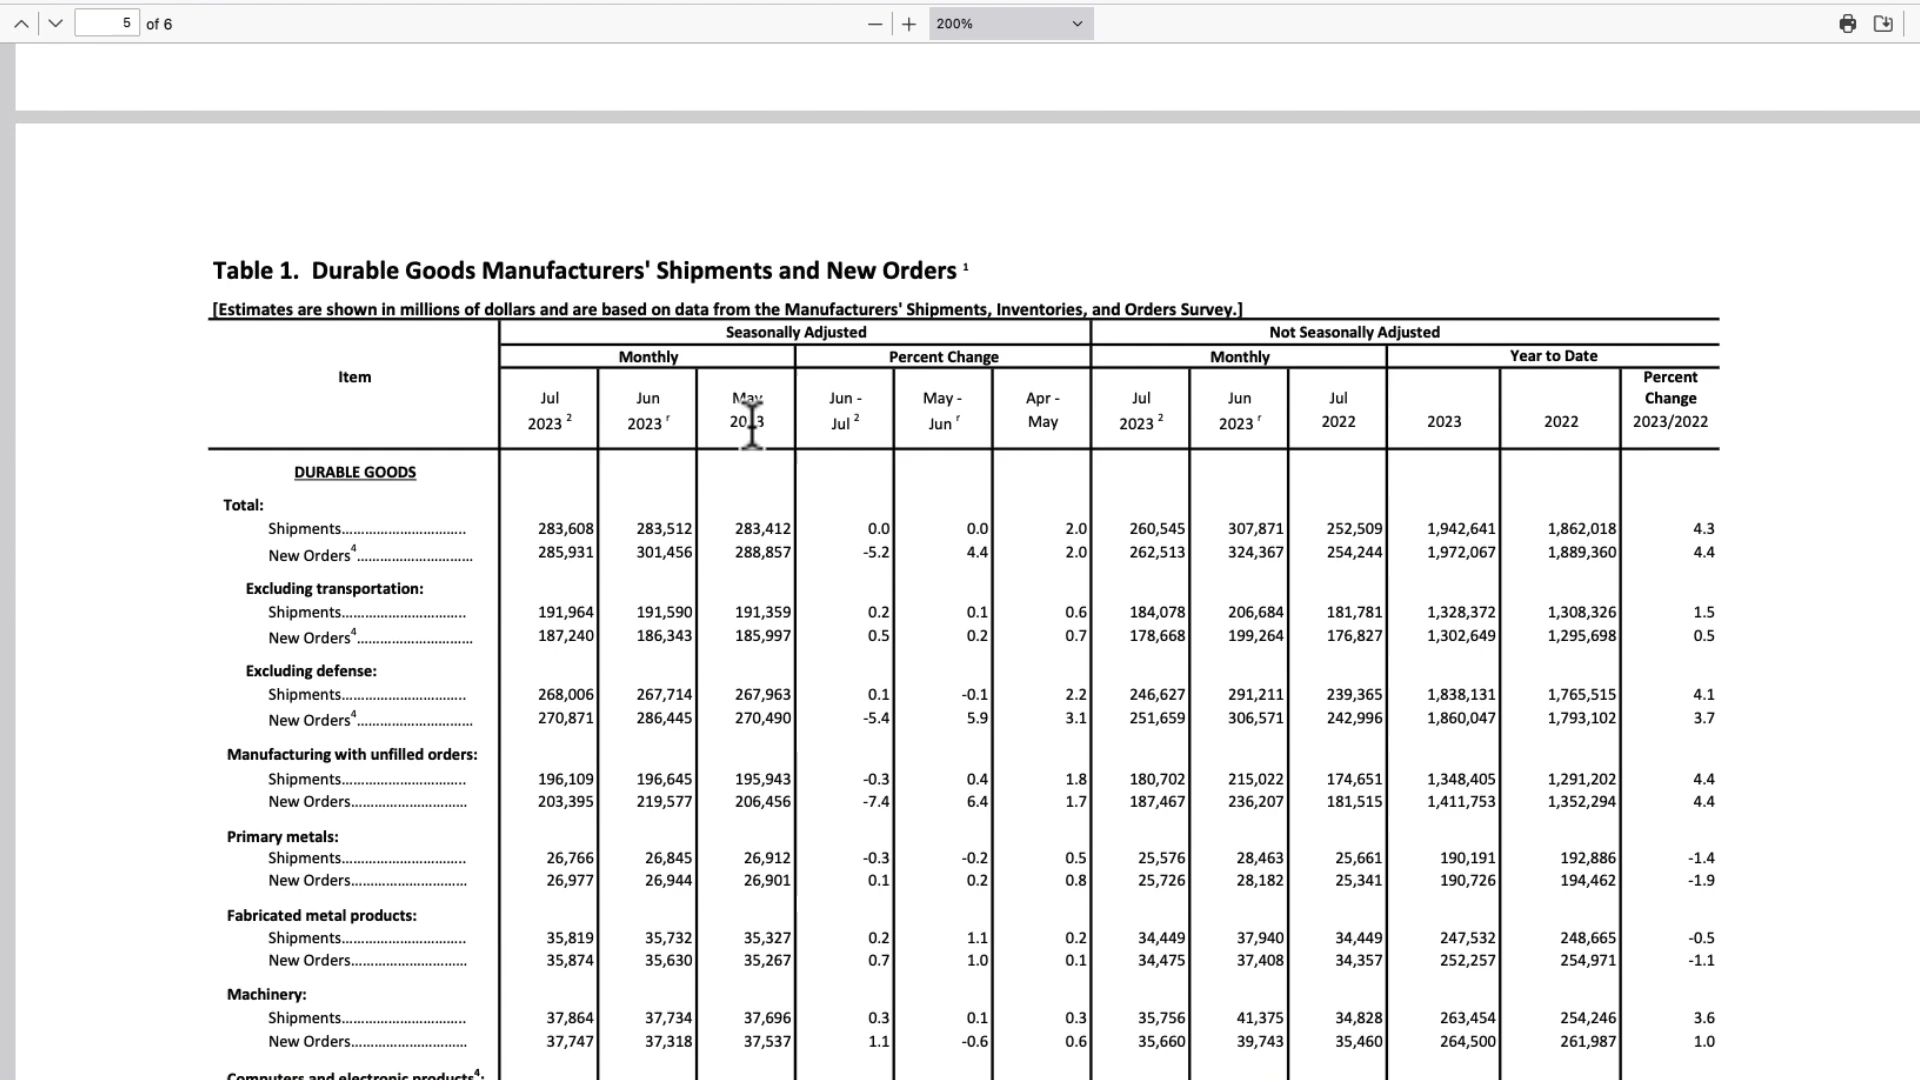 5 of 6 200%
Table 1. Durable Goods Manufacturers' Shipments and New Orders 1
[Estimates are shown in millions of dollars and are based on data from the Manufacturers' Shipments, Inventories, and Orders Survey.]
Seasonally Adjusted Not Seasonally Adjusted
Monthly Percent Change Monthly Year to Date
Item Jul 2023 2 Jun 2023 r May 2023 Jun - Jul 2 May - Jun r Apr - May Jul 2023 2 Jun 2023 r Jul 2022 2023 2022 Percent Change 2023/2022
DURABLE GOODS
Total:
Shipments.............................. 283,608 283,512 283,412 0.0 0.0 2.0 260,545 307,871 252,509 1,942,641 1,862,018 4.3
New Orders4............................ 285,931 301,456 288,857 -5.2 4.4 2.0 262,513 324,367 254,244 1,972,067 1,889,360 4.4
Excluding transportation:
Shipments.............................. 191,964 191,590 191,359 0.2 0.1 0.6 184,078 206,684 181,781 1,328,372 1,308,326 1.5
New Orders4............................ 187,240 186,343 185,997 0.5 0.2 0.7 178,668 199,264 176,827 1,302,649 1,295,698 0.5
Excluding defense:
Shipments.............................. 268,006 267,714 267,963 0.1 -0.1 2.2 246,627 291,211 239,365 1,838,131 1,765,515 4.1
New Orders4............................ 270,871 286,445 270,490 -5.4 5.9 3.1 251,659 306,571 242,996 1,860,047 1,793,102 3.7
Manufacturing with unfilled orders:
Shipments.............................. 196,109 196,645 195,943 -0.3 0.4 1.8 180,702 215,022 174,651 1,348,405 1,291,202 4.4
New Orders............................ 203,395 219,577 206,456 -7.4 6.4 1.7 187,467 236,207 181,515 1,411,753 1,352,294 4.4
Primary metals:
Shipments.............................. 26,766 26,845 26,912 -0.3 -0.2 0.5 25,576 28,463 25,661 190,191 192,886 -1.4
New Orders............................ 26,977 26,944 26,901 0.1 0.2 0.8 25,726 28,182 25,341 190,726 194,462 -1.9
Fabricated metal products:
Shipments.............................. 35,819 35,732 35,327 0.2 1.1 0.2 34,449 37,940 34,449 247,532 248,665 -0.5
New Orders............................ 35,874 35,630 35,267 0.7 1.0 0.1 34,475 37,408 34,357 252,257 254,971 -1.1
Machinery:
Shipments.............................. 37,864 37,734 37,696 0.3 0.1 0.3 35,756 41,375 34,828 263,454 254,246 3.6
New Orders............................ 37,747 37,318 37,537 1.1 -0.6 0.6 35,660 39,743 35,460 264,500 261,987 1.0
Computers and electronic products4: